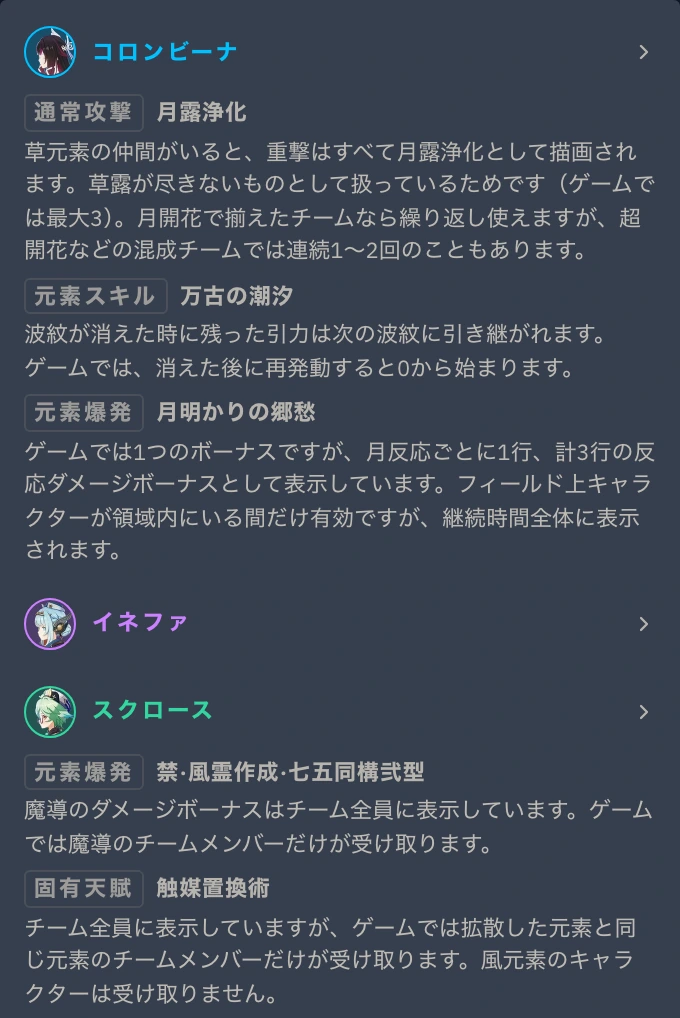 コロンビーナ
通常攻撃 月露浄化
草元素の仲間がいると、重撃はすべて月露浄化として描画され
ます。草露が尽きないものとして扱っているためです（ゲームで
は最大3）。月開花で揃えたチームなら繰り返し使えますが、超
開花などの混成チームでは連続1〜2回のこともあります。
元素スキル 万古の潮汐
波紋が消えた時に残った引力は次の波紋に引き継がれます。
ゲームでは、消えた後に再発動すると0から始まります。
元素爆発 月明かりの郷愁
ゲームでは1つのボーナスですが、月反応ごとに1行、計3行の反
応ダメージボーナスとして表示しています。フィールド上キャラ
クターが領域内にいる間だけ有効ですが、継続時間全体に表示
されます。
イネファ
スクロース
元素爆発 禁·風霊作成·七五同構弐型
魔導のダメージボーナスはチーム全員に表示しています。ゲーム
では魔導のチームメンバーだけが受け取ります。
固有天賦 触媒置換術
チーム全員に表示していますが、ゲームでは拡散した元素と同
じ元素のチームメンバーだけが受け取ります。風元素のキャラ
クターは受け取りません。